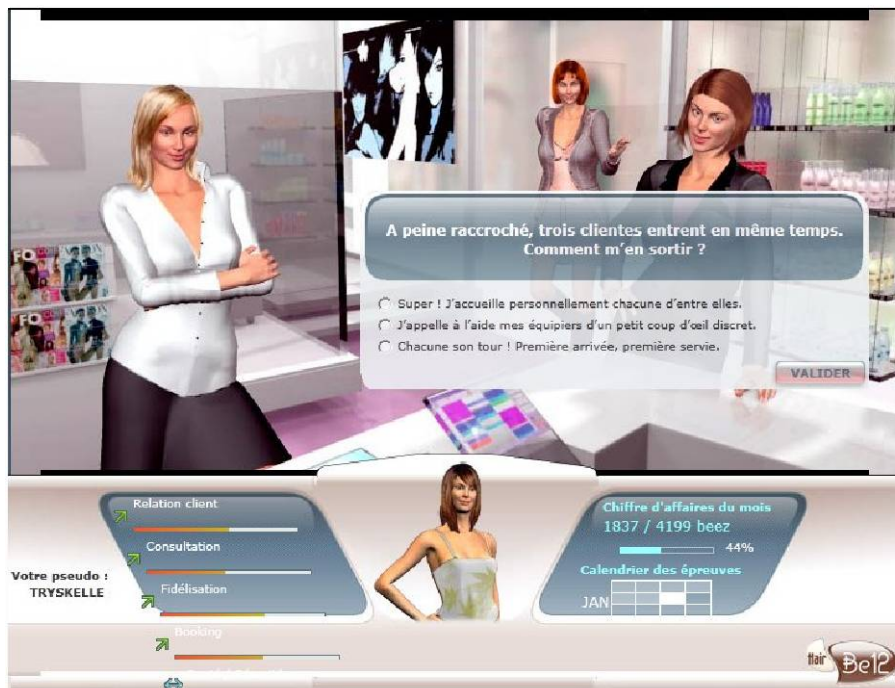 A peine raccroché, trois clientes entrent en même temps.
Comment m'en sortir ?
Super ! J'accueille personnellement chacune d'entre elles.
J'appelle à l'aide mes équipiers d'un petit coup d'œil discret.
Chacune son tour ! Première arrivée, première servie.
VALIDER
Relation client
Consultation
Fidélisation
Booking
Votre pseudo :
TRYSKELLE
Chiffre d'affaires du mois
1837 / 4199 beez
44%
Calendrier des épreuves
JAN
flair
Be12